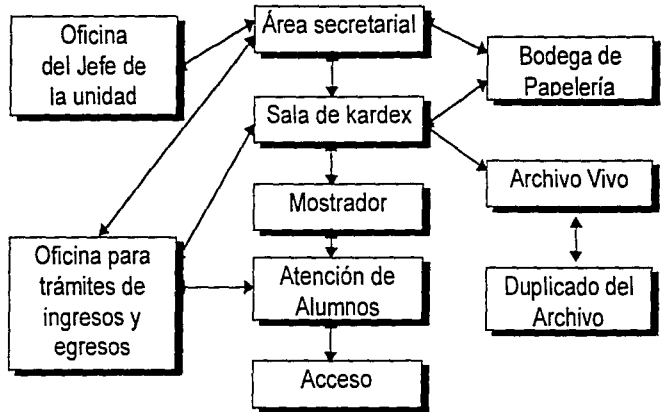 Oficina
del Jefe de
la unidad
Área secretarial
Bodega de
Papelería
Sala de kardex
Archivo Vivo
Mostrador
Oficina para
trámites de
ingresos y
egresos
Atención de
Alumnos
Duplicado del
Archivo
Acceso